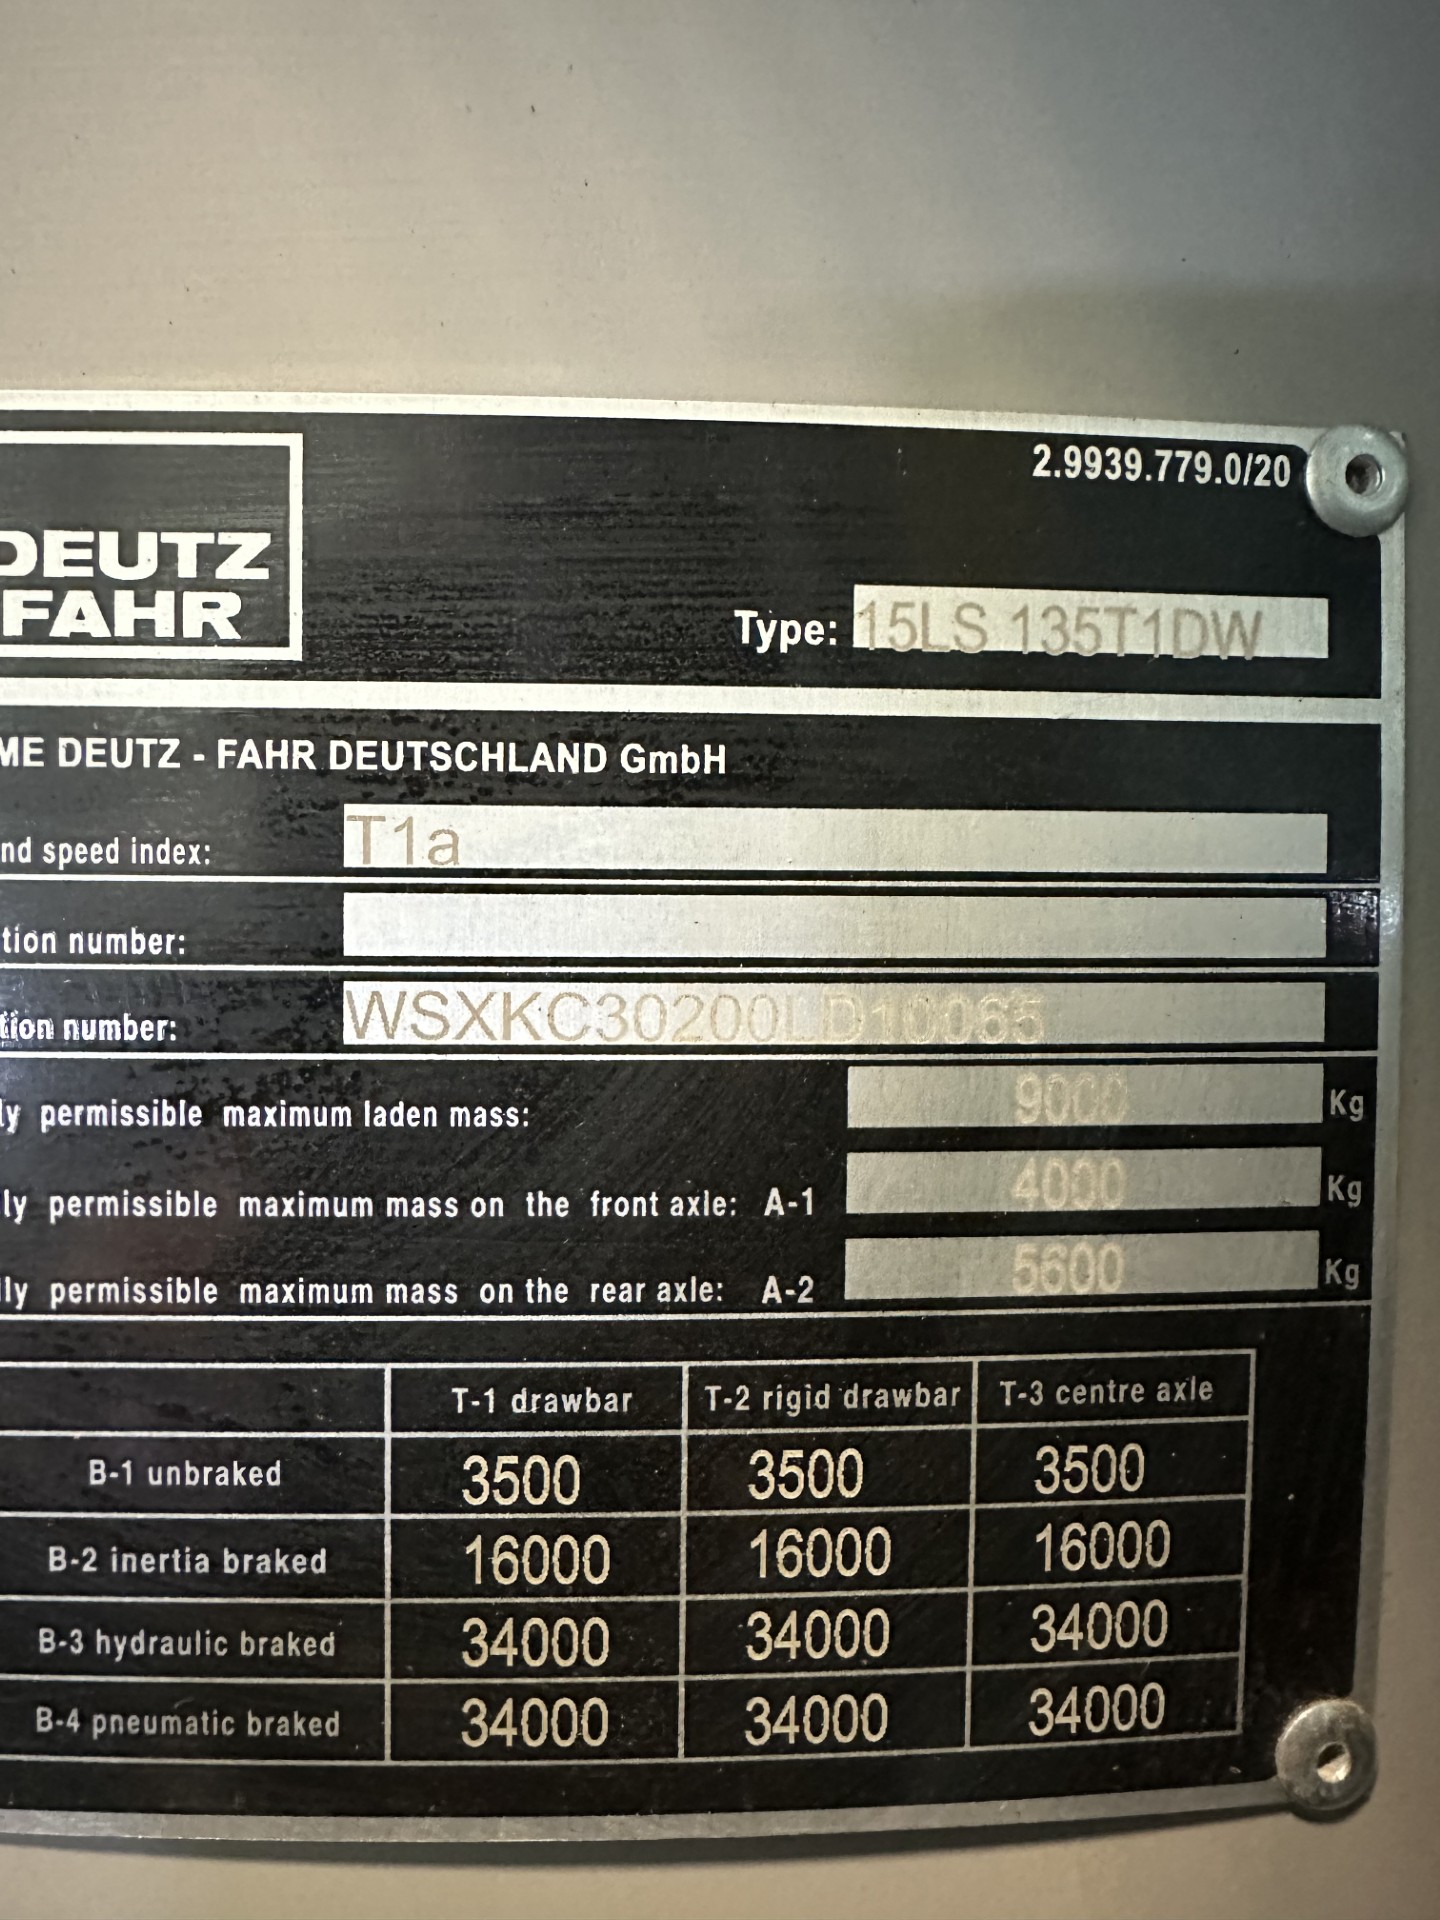 2.9939.779.0/20
DEUTZ
FAHR
Type: 15LS 135T1DW
ME DEUTZ - FAHR DEUTSCHLAND GmbH
nd speed index: T1a
tion number:
tion number: WSXKC30200LD10065
ly permissible maximum laden mass: 9000 Kg
ly permissible maximum mass on the front axle: A-1 4000 Kg
lly permissible maximum mass on the rear axle: A-2 5600 Kg
T-1 drawbar T-2 rigid drawbar T-3 centre axle
B-1 unbraked 3500 3500 3500
B-2 inertia braked 16000 16000 16000
B-3 hydraulic braked 34000 34000 34000
B-4 pneumatic braked 34000 34000 34000